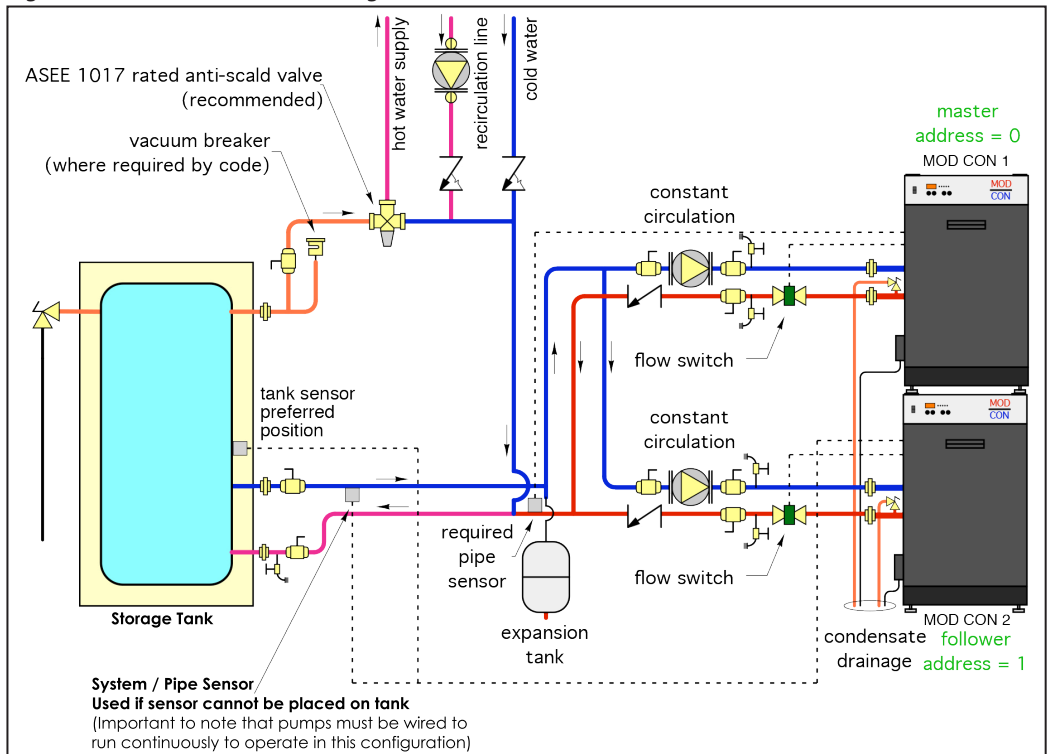 ASEE 1017 rated anti-scald valve
(recommended)
vacuum breaker
(where required by code)
hot water supply
recirculation line
cold water
master
address = 0
MOD CON 1
MOD
CON
constant
circulation
flow switch
tank sensor
preferred
position
constant
circulation
MOD
CON
required
pipe
sensor
flow switch
Storage Tank
expansion
tank
MOD CON 2
condensate
drainage
follower
address = 1
System / Pipe Sensor
Used if sensor cannot be placed on tank
(Important to note that pumps must be wired to
run continuously to operate in this configuration)